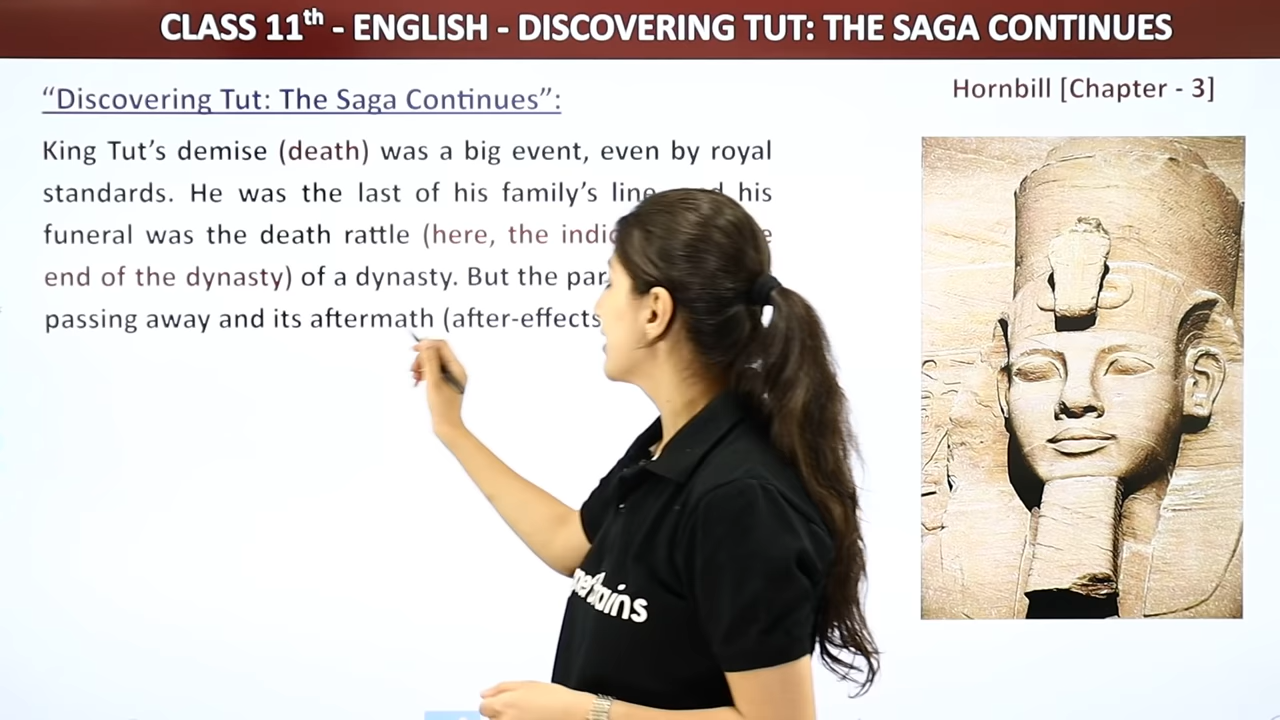 CLASS 11th - ENGLISH - DISCOVERING TUT: THE SAGA CONTINUES
"Discovering Tut: The Saga Continues”:
Hornbill [Chapter - 3]
King Tut’s demise (death) was a big event, even by royal
standards. He was the last of his family’s his
funeral was the death rattle (here, the
end of the dynasty) of a dynasty. But the
passing away and its aftermath (after-effects